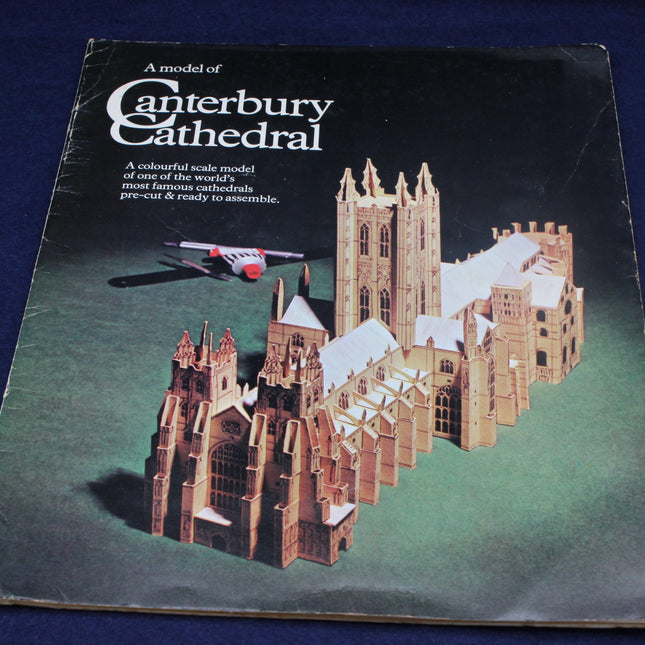 A model of
Canterbury
Cathedral
A colourful scale model
of one of the world's
most famous cathedrals
pre-cut & ready to assemble.